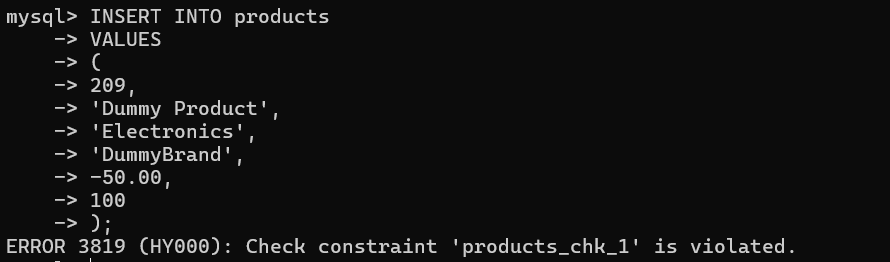 mysql> INSERT INTO products
    -> VALUES
    -> (
    -> 209,
    -> 'Dummy Product',
    -> 'Electronics',
    -> 'DummyBrand',
    -> -50.00,
    -> 100
    -> );
ERROR 3819 (HY000): Check constraint 'products_chk_1' is violated.